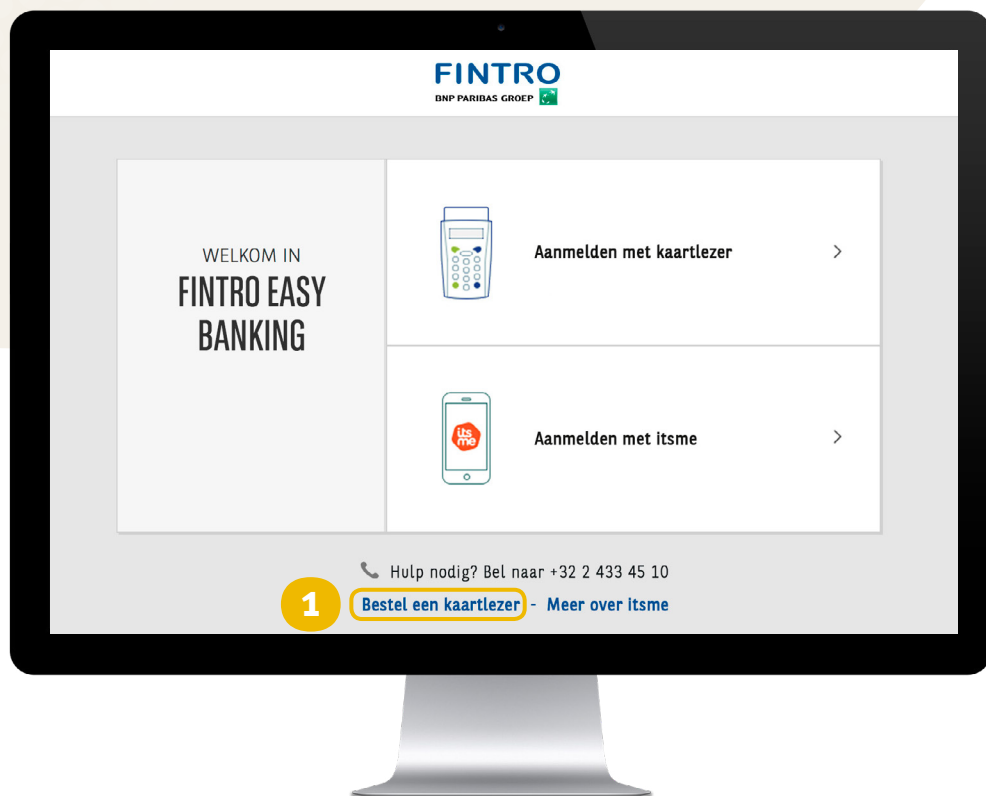 FINTRO
BNP PARIBAS GROEP
WELKOM IN
FINTRO EASY
BANKING
Aanmelden met kaartlezer
its
me
Aanmelden met itsme
Hulp nodig? Bel naar +32 2 433 45 10
1
Bestel een kaartlezer - Meer over itsme